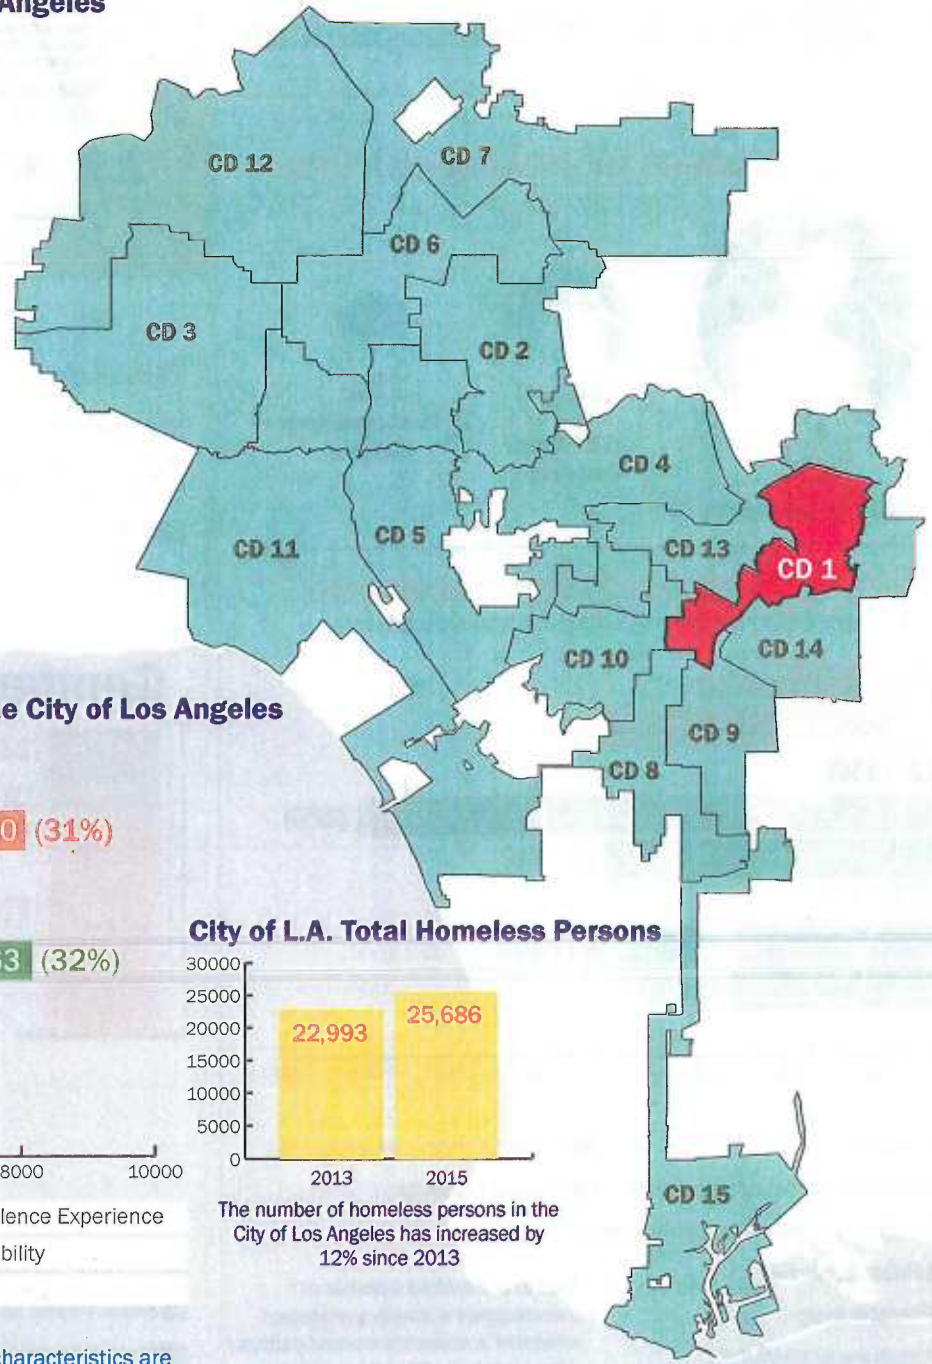 Angeles
CD 12
CD 7
CD 6
CD 3
CD 2
CD 4
CD 11
CD 5
CD 13
CD 1
CD 10
CD 14
CD 9
CD 8
CD 15
e City of Los Angeles
0 (31%)
63 (32%)
8000 10000
lence Experience
bility
characteristics are
City of L.A. Total Homeless Persons
30000
25000
20000
15000
10000
5000
0
22,993
25,686
2013 2015
The number of homeless persons in the
City of Los Angeles has increased by
12% since 2013